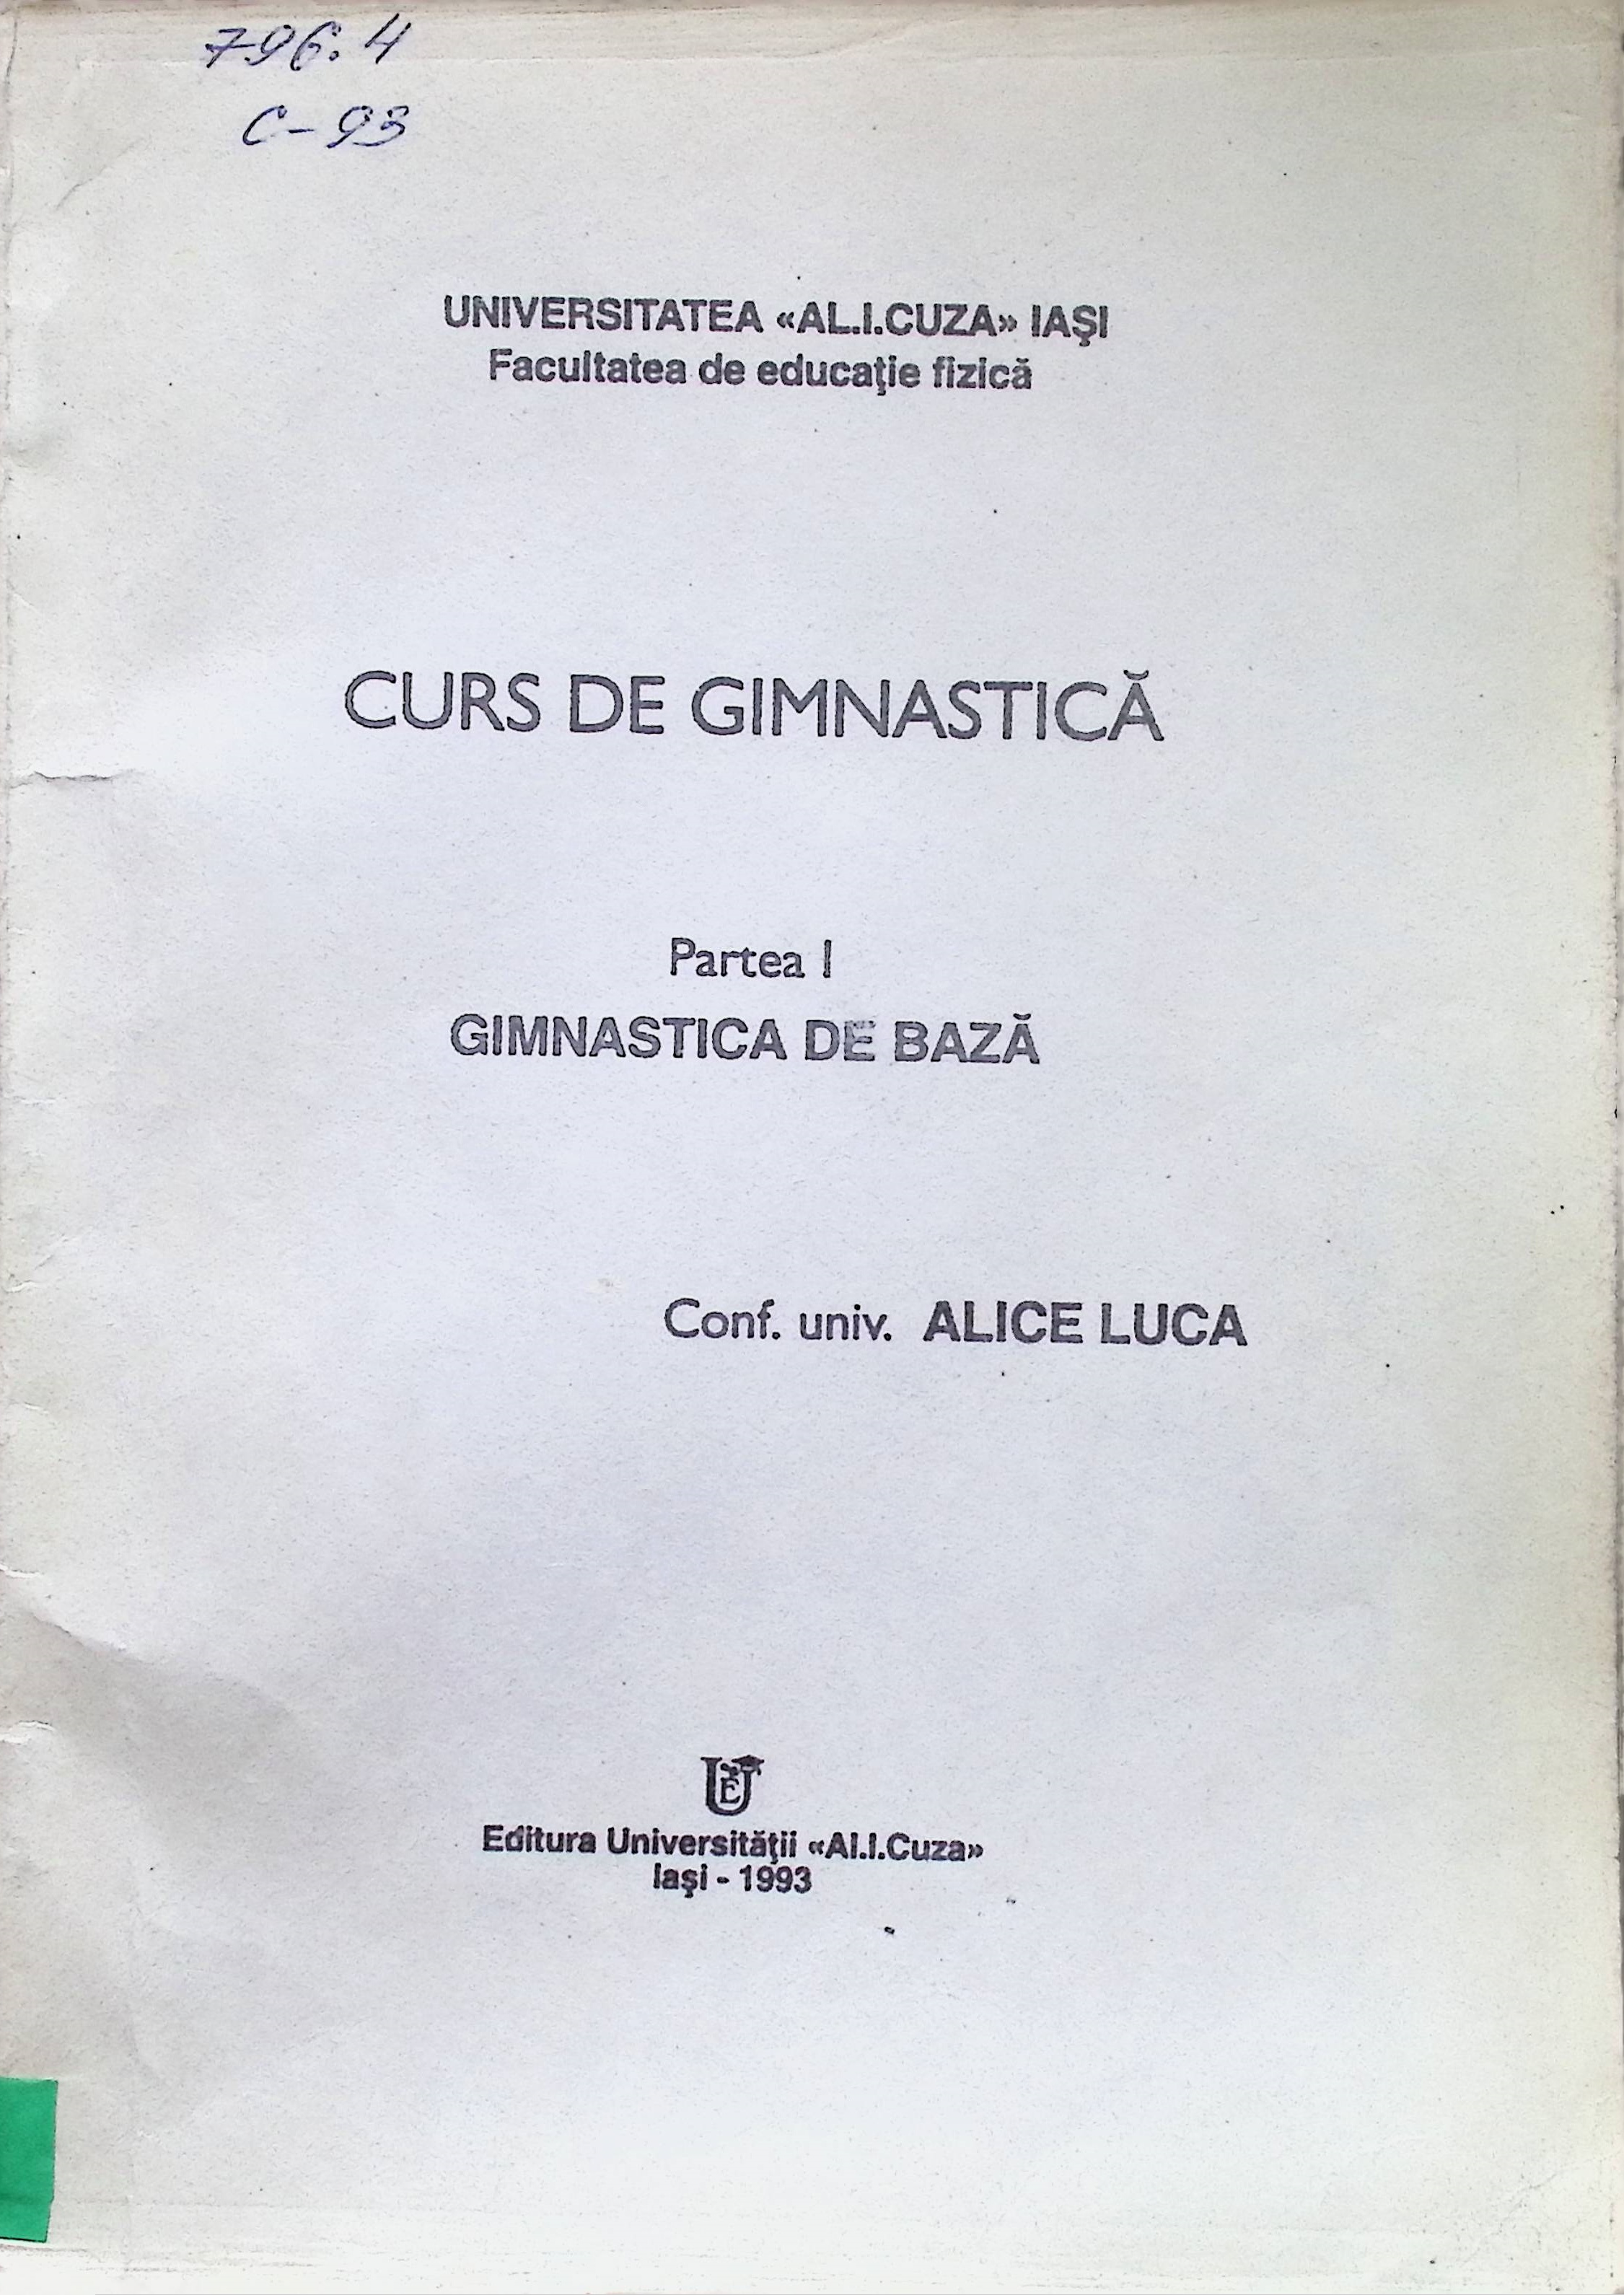 796.4
C-93
UNIVERSITATEA «AL.I.CUZA» IAŞI
Facultatea de educaţie fizică
CURS DE GIMNASTICĂ
Partea I
GIMNASTICA DE BAZĂ
Conf. univ. ALICE LUCA
UE
Editura Universităţii «Al.I.Cuza»
Iaşi - 1993